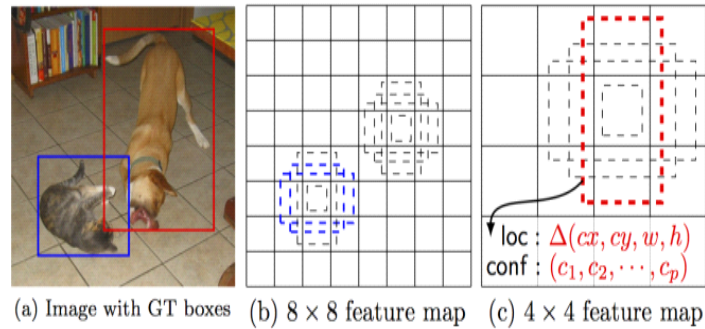 loc : Δ(cx, cy, w, h)
conf : (c₁, c₂, ⋯, cₚ)
(a) Image with GT boxes
(b) 8 × 8 feature map
(c) 4 × 4 feature map